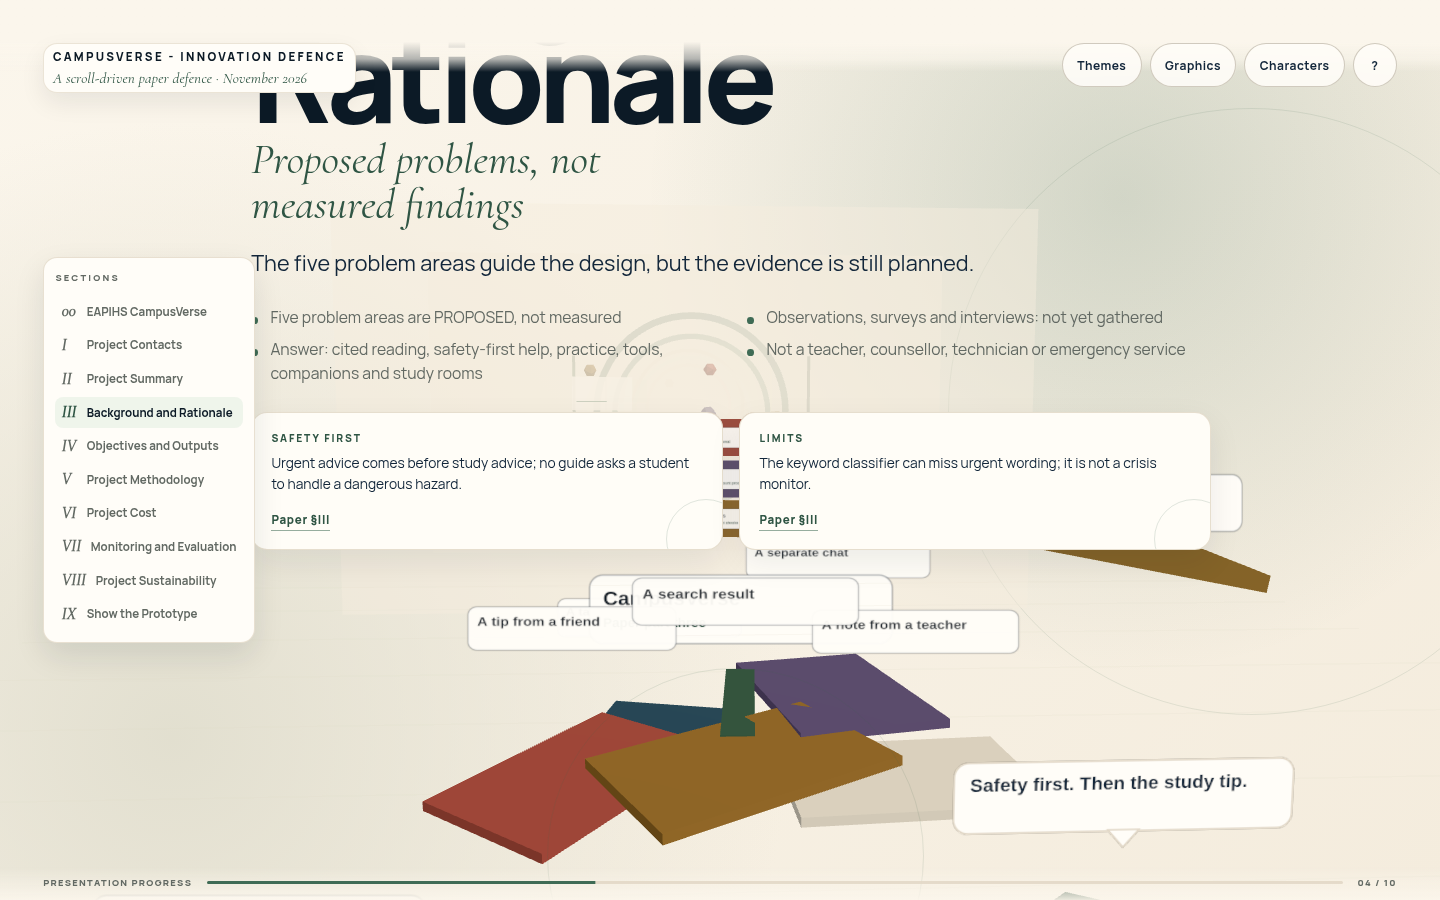 CAMPUSVERSE - INNOVATION DEFENCE
A scroll-driven paper defence · November 2026
Themes
Graphics
Characters
?
Rationale
Proposed problems, not
measured findings
The five problem areas guide the design, but the evidence is still planned.
Five problem areas are PROPOSED, not measured
Answer: cited reading, safety-first help, practice, tools,
companions and study rooms
Observations, surveys and interviews: not yet gathered
Not a teacher, counsellor, technician or emergency service
SECTIONS
00 EAPIHS CampusVerse
I Project Contacts
II Project Summary
III Background and Rationale
IV Objectives and Outputs
V Project Methodology
VI Project Cost
VII Monitoring and Evaluation
VIII Project Sustainability
IX Show the Prototype
SAFETY FIRST
Urgent advice comes before study advice; no guide asks a student
to handle a dangerous hazard.
Paper §III
LIMITS
The keyword classifier can miss urgent wording; it is not a crisis
monitor.
Paper §III
A separate chat
A search result
A tip from a friend
A note from a teacher
Safety first. Then the study tip.
PRESENTATION PROGRESS
04 / 10